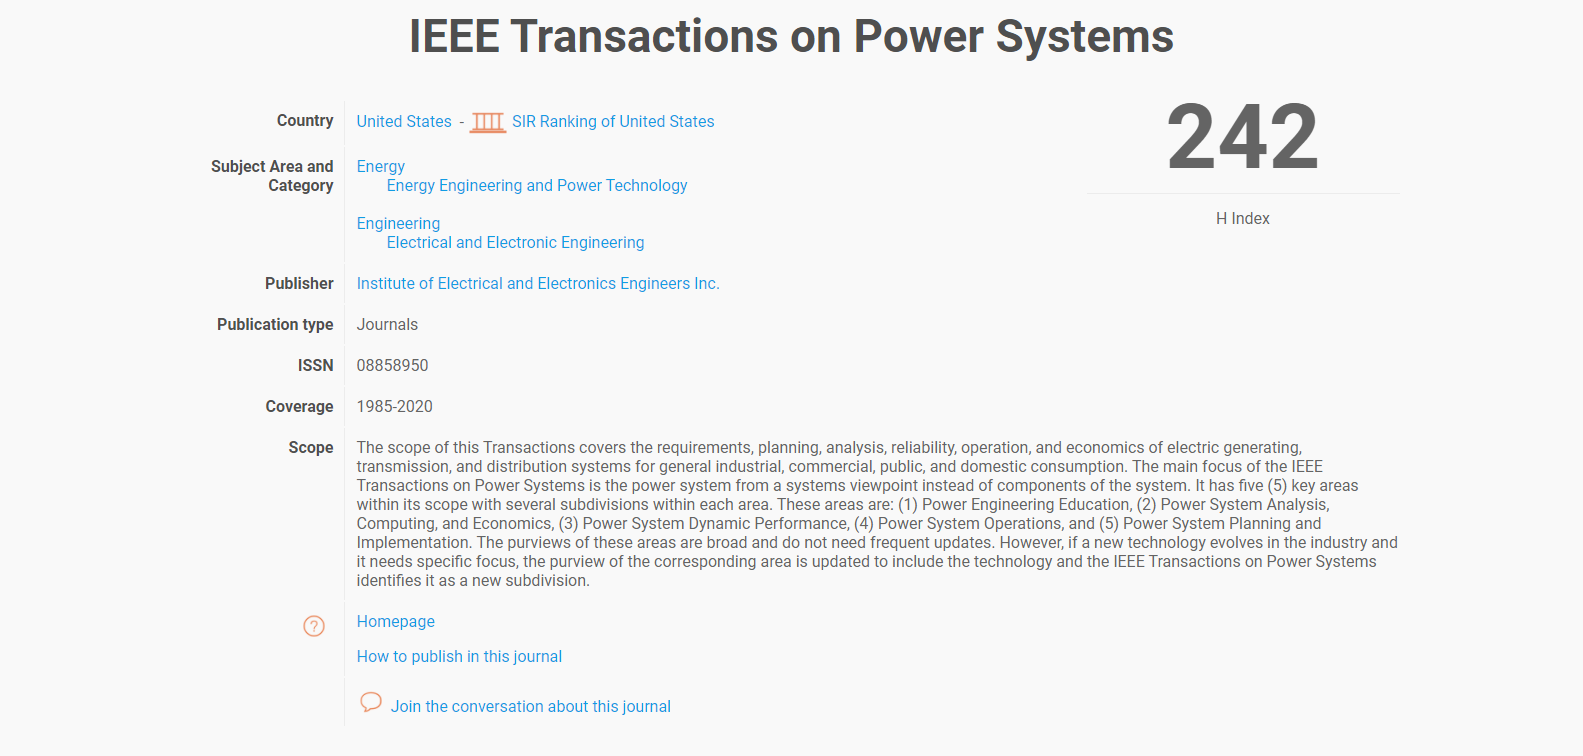 IEEE Transactions on Power Systems
Country
United States - SIR Ranking of United States
242
H Index
Subject Area and
Category
Energy
Energy Engineering and Power Technology
Engineering
Electrical and Electronic Engineering
Publisher
Institute of Electrical and Electronics Engineers Inc.
Publication type
Journals
ISSN
08858950
Coverage
1985-2020
Scope
The scope of this Transactions covers the requirements, planning, analysis, reliability, operation, and economics of electric generating,
transmission, and distribution systems for general industrial, commercial, public, and domestic consumption. The main focus of the IEEE
Transactions on Power Systems is the power system from a systems viewpoint instead of components of the system. It has five (5) key areas
within its scope with several subdivisions within each area. These areas are: (1) Power Engineering Education, (2) Power System Analysis,
Computing, and Economics, (3) Power System Dynamic Performance, (4) Power System Operations, and (5) Power System Planning and
Implementation. The purviews of these areas are broad and do not need frequent updates. However, if a new technology evolves in the industry and
it needs specific focus, the purview of the corresponding area is updated to include the technology and the IEEE Transactions on Power Systems
identifies it as a new subdivision.
?
Homepage
How to publish in this journal
Join the conversation about this journal